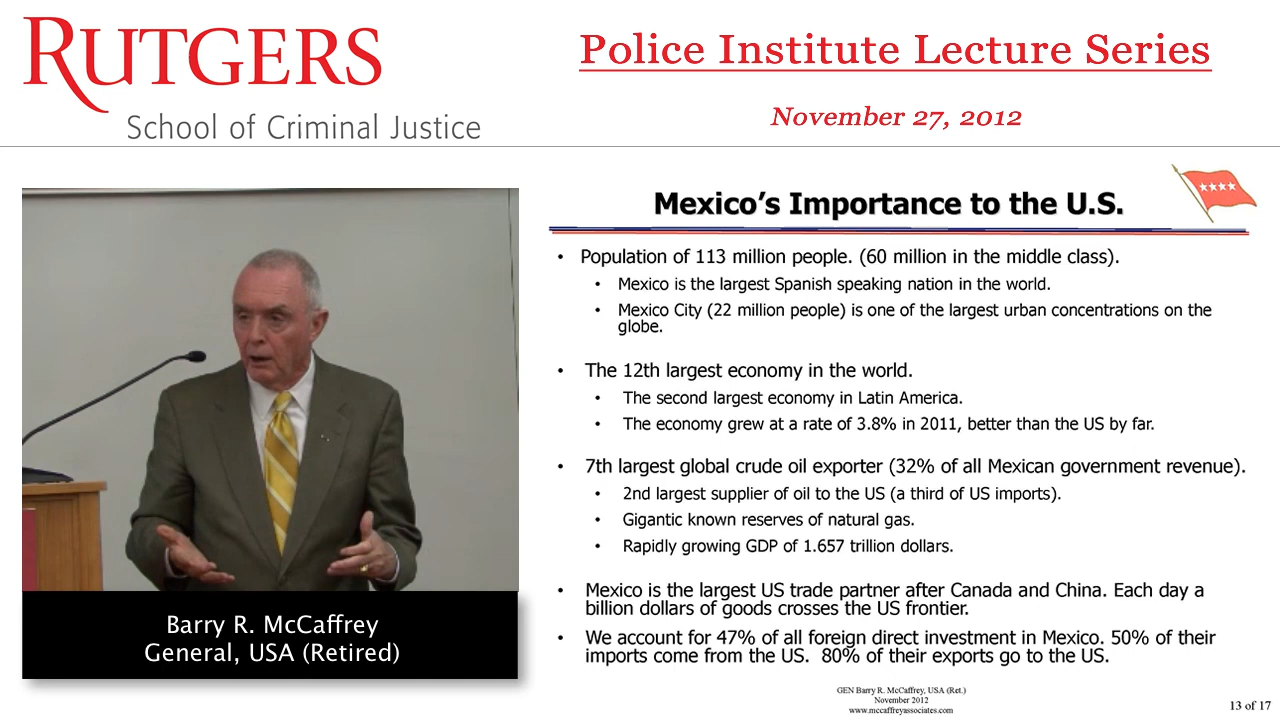 RUTGERS
School of Criminal Justice
Police Institute Lecture Series
November 27, 2012
Barry R. McCaffrey
General, USA (Retired)
Mexico's Importance to the U.S.
• Population of 113 million people. (60 million in the middle class).
• Mexico is the largest Spanish speaking nation in the world.
• Mexico City (22 million people) is one of the largest urban concentrations on the
globe.
• The 12th largest economy in the world.
• The second largest economy in Latin America.
• The economy grew at a rate of 3.8% in 2011, better than the US by far.
• 7th largest global crude oil exporter (32% of all Mexican government revenue).
• 2nd largest supplier of oil to the US (a third of US imports).
• Gigantic known reserves of natural gas.
• Rapidly growing GDP of 1.657 trillion dollars.
• Mexico is the largest US trade partner after Canada and China. Each day a
billion dollars of goods crosses the US frontier.
• We account for 47% of all foreign direct investment in Mexico. 50% of their
imports come from the US. 80% of their exports go to the US.
GEN Barry R. McCaffrey, USA (Ret.)
November 2012
www.mccaffreyassociates.com
13 of 17